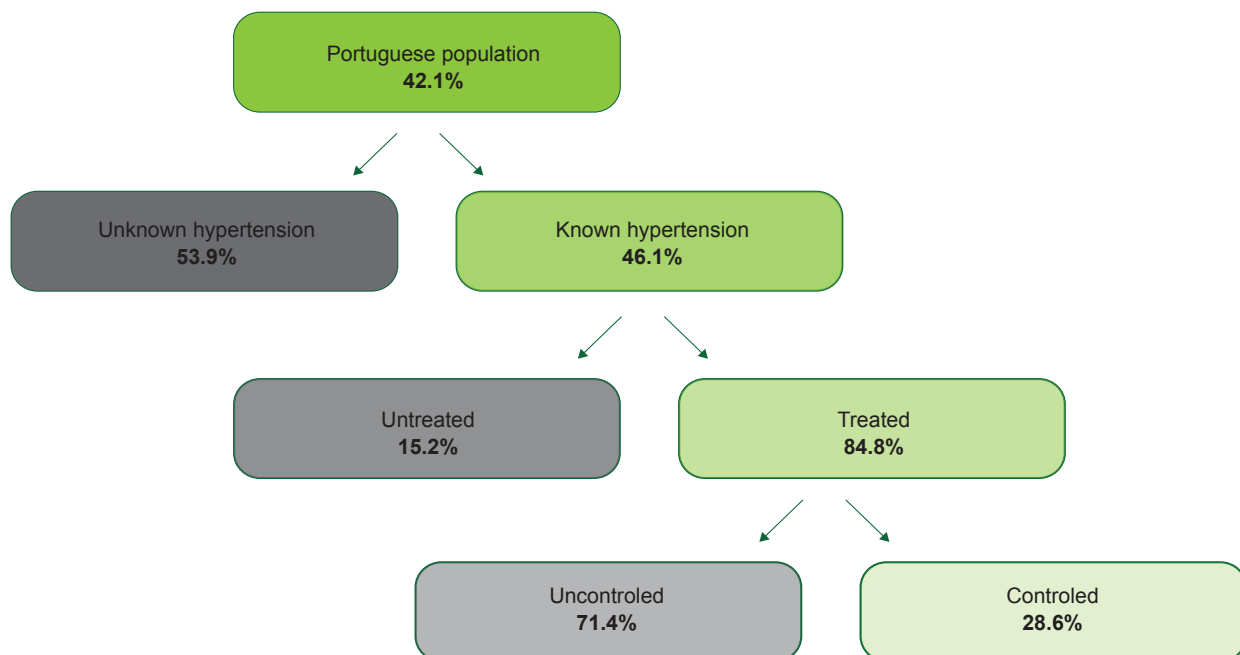 Portuguese population
42.1%
Unknown hypertension
53.9%
Known hypertension
46.1%
Untreated
15.2%
Treated
84.8%
Uncontroled
71.4%
Controled
28.6%